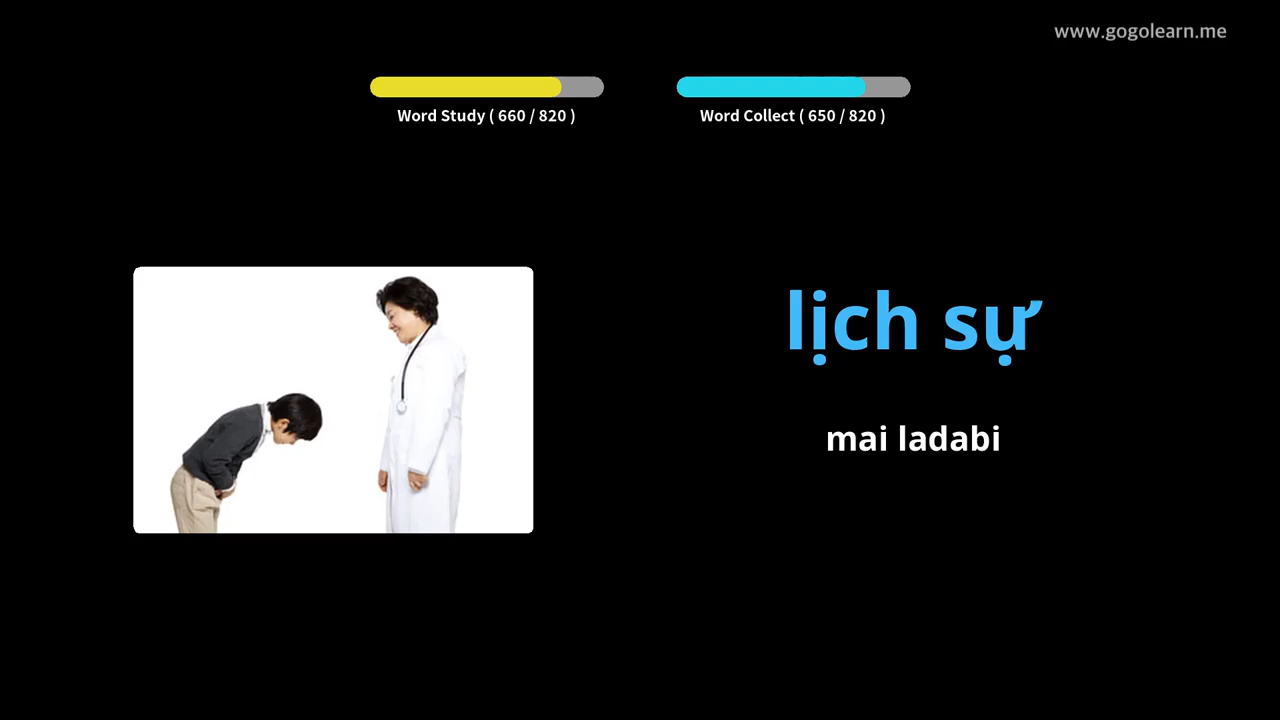 www.gogolearn.me
Word Study ( 660 / 820 )
Word Collect ( 650 / 820 )
lịch sự
mai ladabi